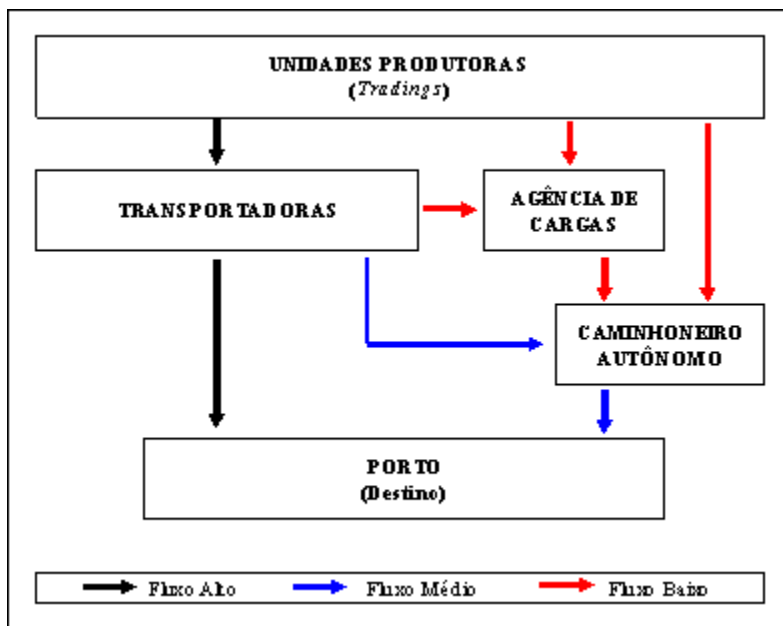 UNIDADES PRODUTORAS
(Tradings)
TRANSPORTADORAS
AGÊNCIA DE
CARGAS
CAMINHONEIRO
AUTÔNOMO
PORTO
(Destino)
Fluxo Alto
Fluxo Médio
Fluxo Baixo